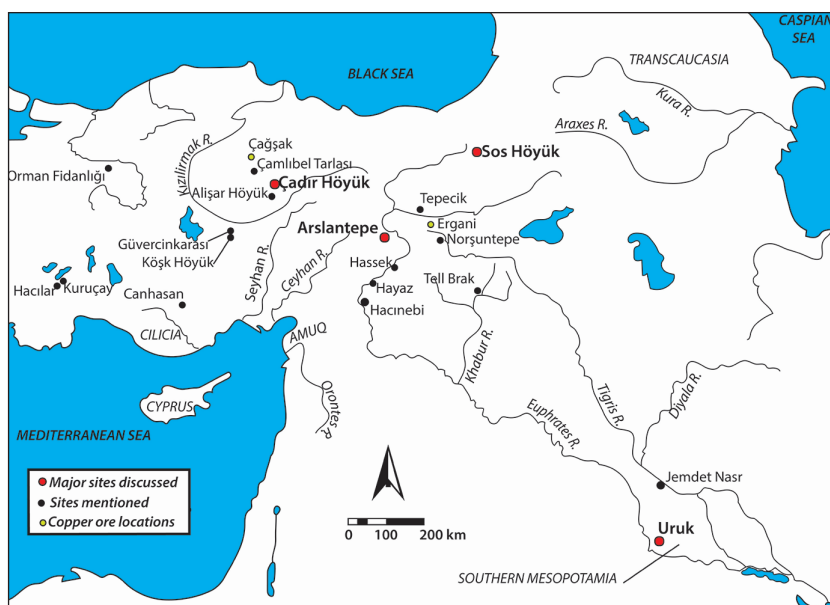 CASPIAN
SEA
BLACK SEA
TRANSCAUCASIA
Kura R.
Araxes R.
Kızılırmak R.
Çağşak
Çamlıbel Tarlası
Sos Höyük
Orman Fidanlığı
Çadır Höyük
Alişar Höyük
Tepecik
Ergani
Arslantepe
Norşuntepe
Güvercinkarası
Köşk Höyük
Seyhan R.
Ceyhan R.
Hassek
Tell Brak
Hacılar
Kuruçay
Canhasan
Hayaz
Hacınebi
CILICIA
AMUQ
Khabur R.
Orontes R.
Tigris R.
Diyala R.
CYPRUS
Euphrates R.
MEDITERRANEAN SEA
Major sites discussed
Sites mentioned
Copper ore locations
Jemdet Nasr
0 100 200 km
Uruk
SOUTHERN MESOPOTAMIA